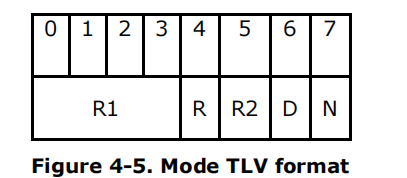 0 1 2 3 4 5 6 7
R1 R R2 D N
Figure 4-5. Mode TLV format